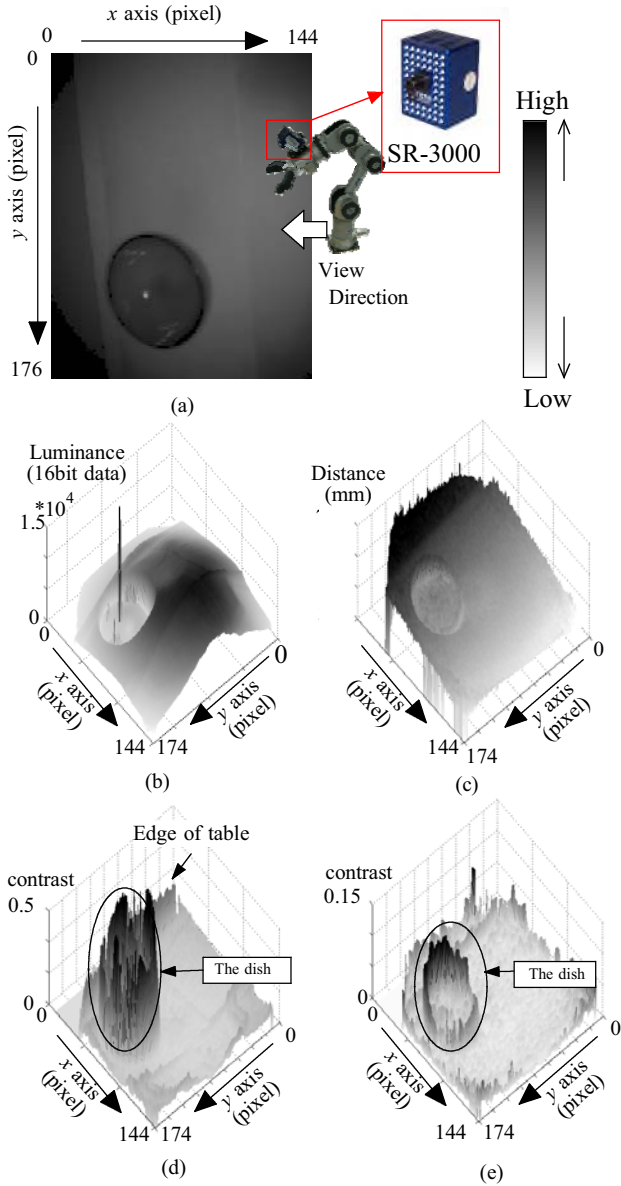 x axis (pixel)
0
144
0
y axis (pixel)
176
SR-3000
View
Direction
High
Low
(a)
Luminance
(16bit data)
*10^4
1.5
0
0
x axis
(pixel)
144
174
y axis
(pixel)
0
(b)
Distance
(mm)
x axis
(pixel)
144
174
y axis
(pixel)
0
(c)
Edge of table
contrast
0.5
The dish
0
0
x axis
(pixel)
144
174
y axis
(pixel)
0
(d)
contrast
0.15
The dish
0
0
x axis
(pixel)
144
174
y axis
(pixel)
0
(e)